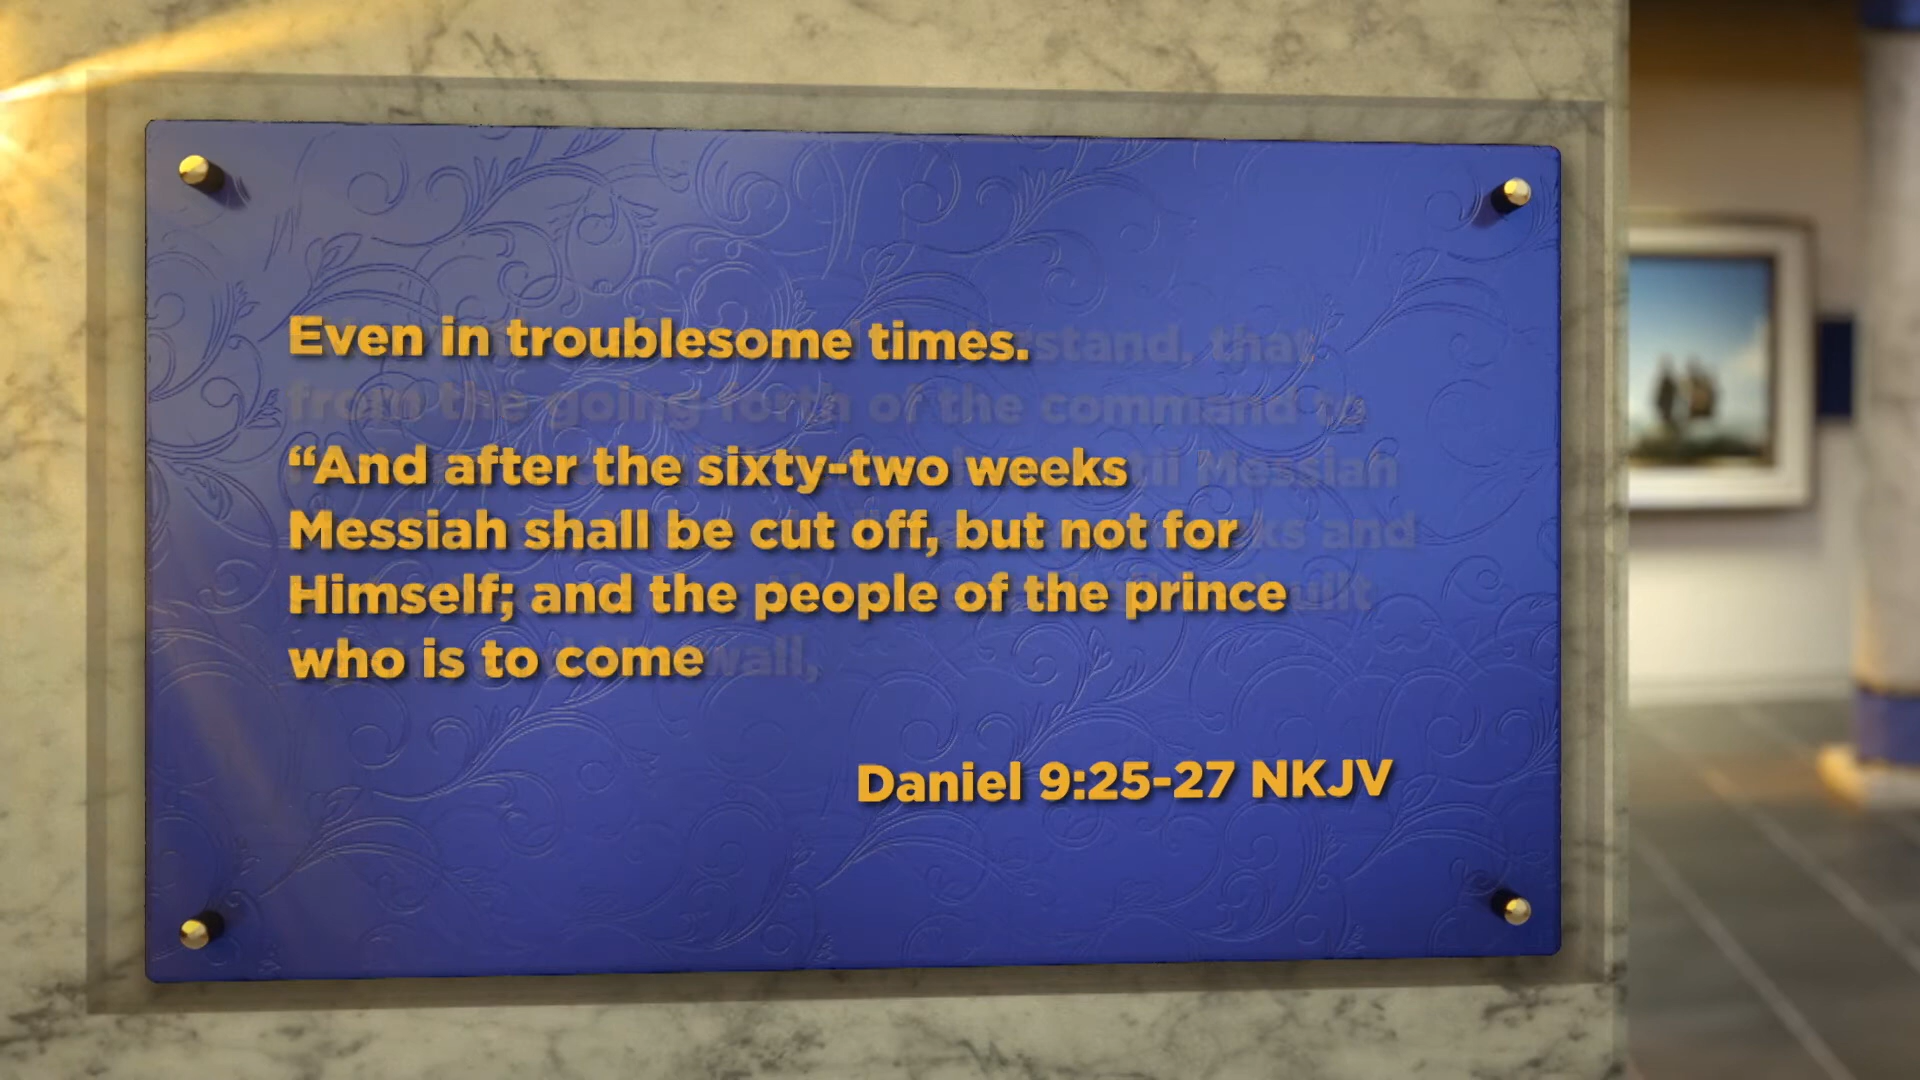 Even in troublesome times.
“And after the sixty-two weeks
Messiah shall be cut off, but not for
Himself; and the people of the prince
who is to come
Daniel 9:25-27 NKJV